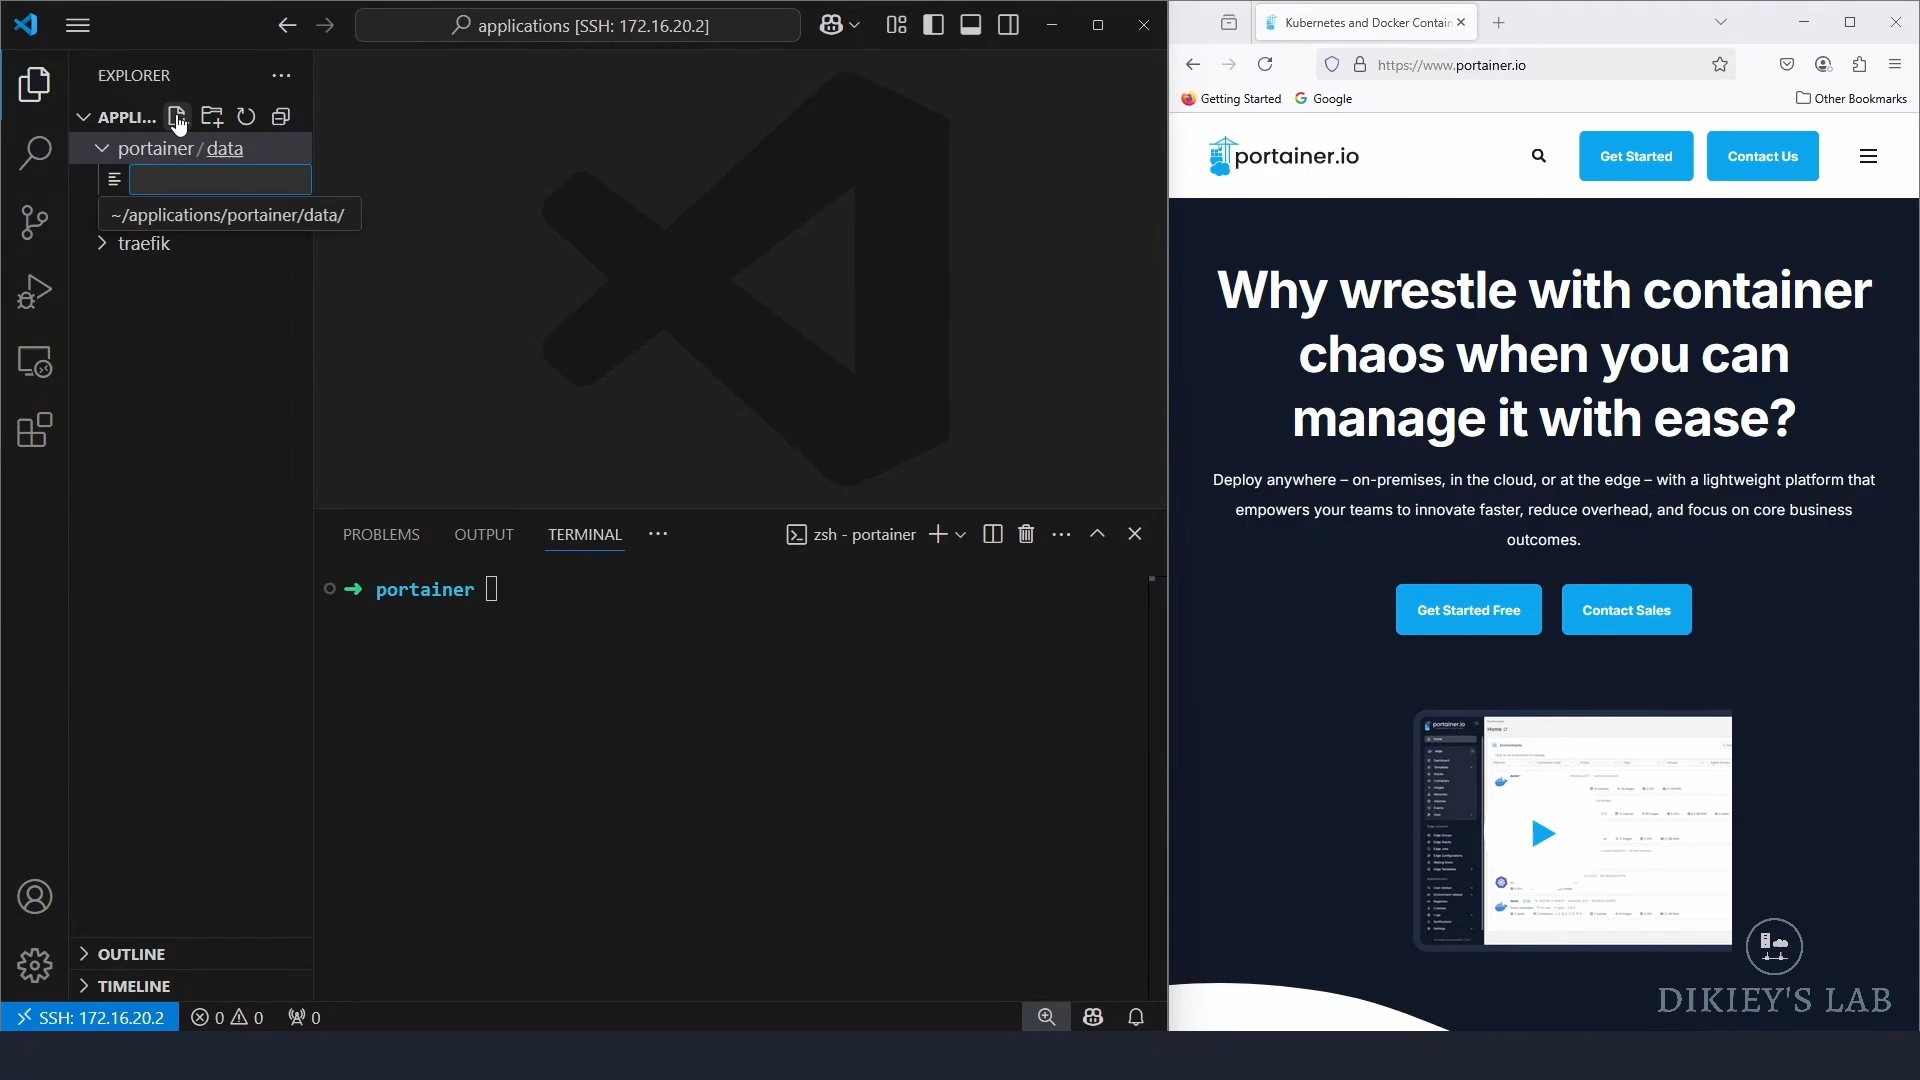 applications [SSH: 172.16.20.2]
EXPLORER
APPLI...
portainer / data
~/applications/portainer/data/
traefik
PROBLEMS
OUTPUT
TERMINAL
zsh - portainer
portainer
OUTLINE
TIMELINE
SSH: 172.16.20.2
0
0
0
Kubernetes and Docker Contain
https://www.portainer.io
Getting Started
Google
Other Bookmarks
portainer.io
Get Started
Contact Us
Why wrestle with container
chaos when you can
manage it with ease?
Deploy anywhere – on-premises, in the cloud, or at the edge – with a lightweight platform that
empowers your teams to innovate faster, reduce overhead, and focus on core business
outcomes.
Get Started Free
Contact Sales
portainer.io
Home
DIKIEY'S LAB